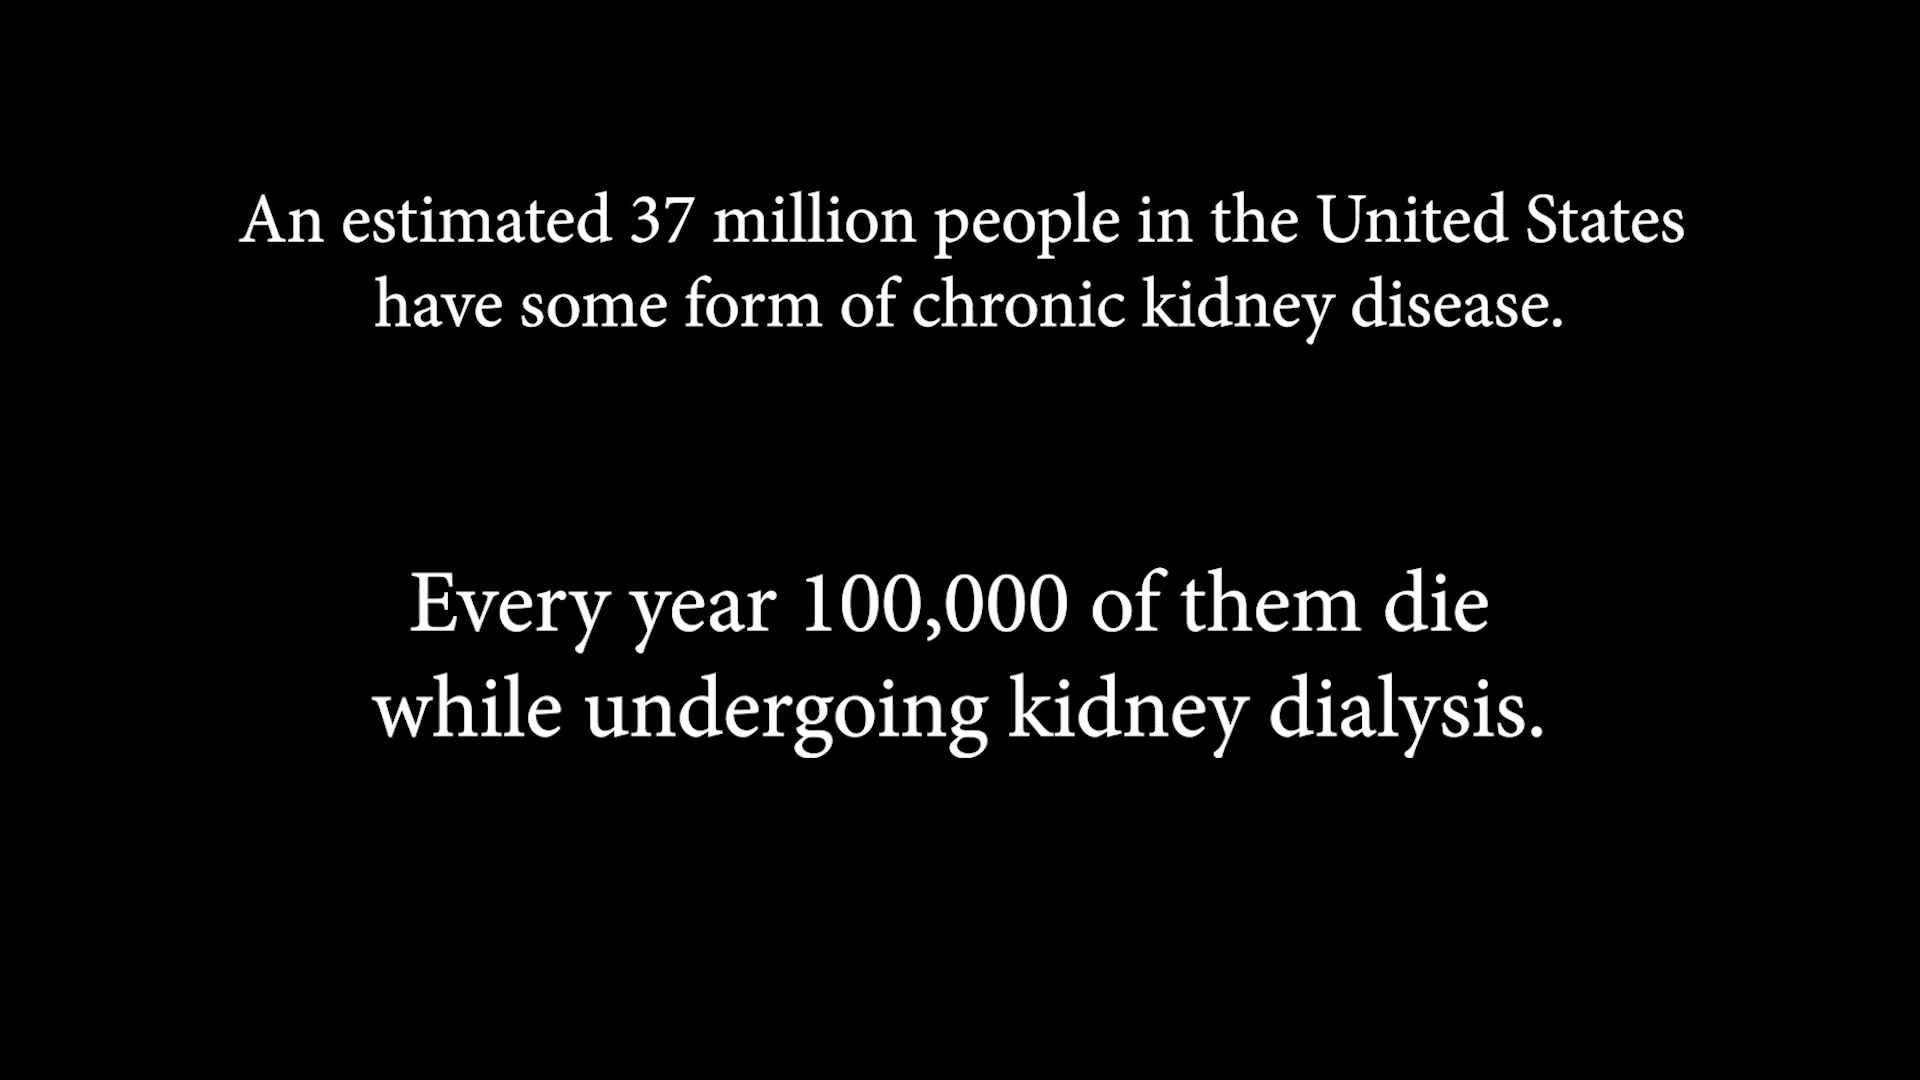 An estimated 37 million people in the United States
have some form of chronic kidney disease.
Every year 100,000 of them die
while undergoing kidney dialysis.